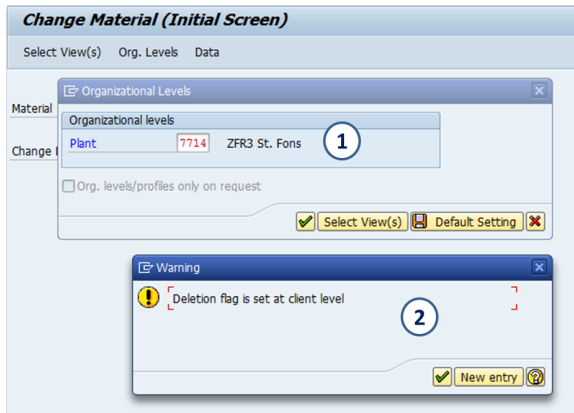 Change Material (Initial Screen)
Select View(s) Org. Levels Data
Organizational Levels
Material
Organizational levels
Plant 7714 ZFR3 St. Fons 1
Change
Org. levels/profiles only on request
Select View(s) Default Setting
Warning
Deletion flag is set at client level
2
New entry